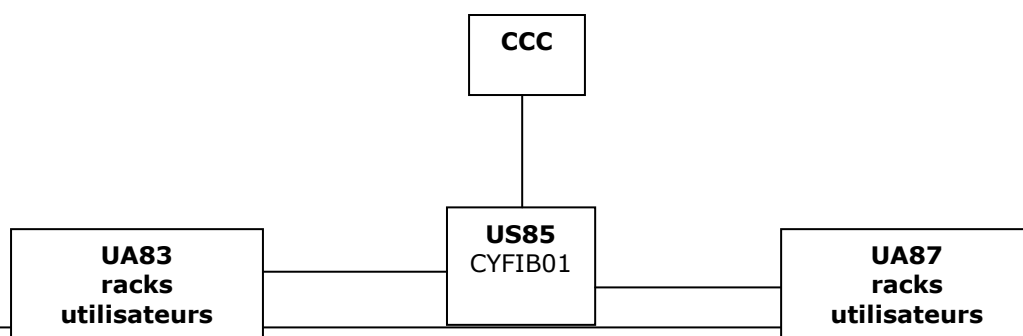 CCC
US85
CYFIB01
UA83
racks
utilisateurs
UA87
racks
utilisateurs